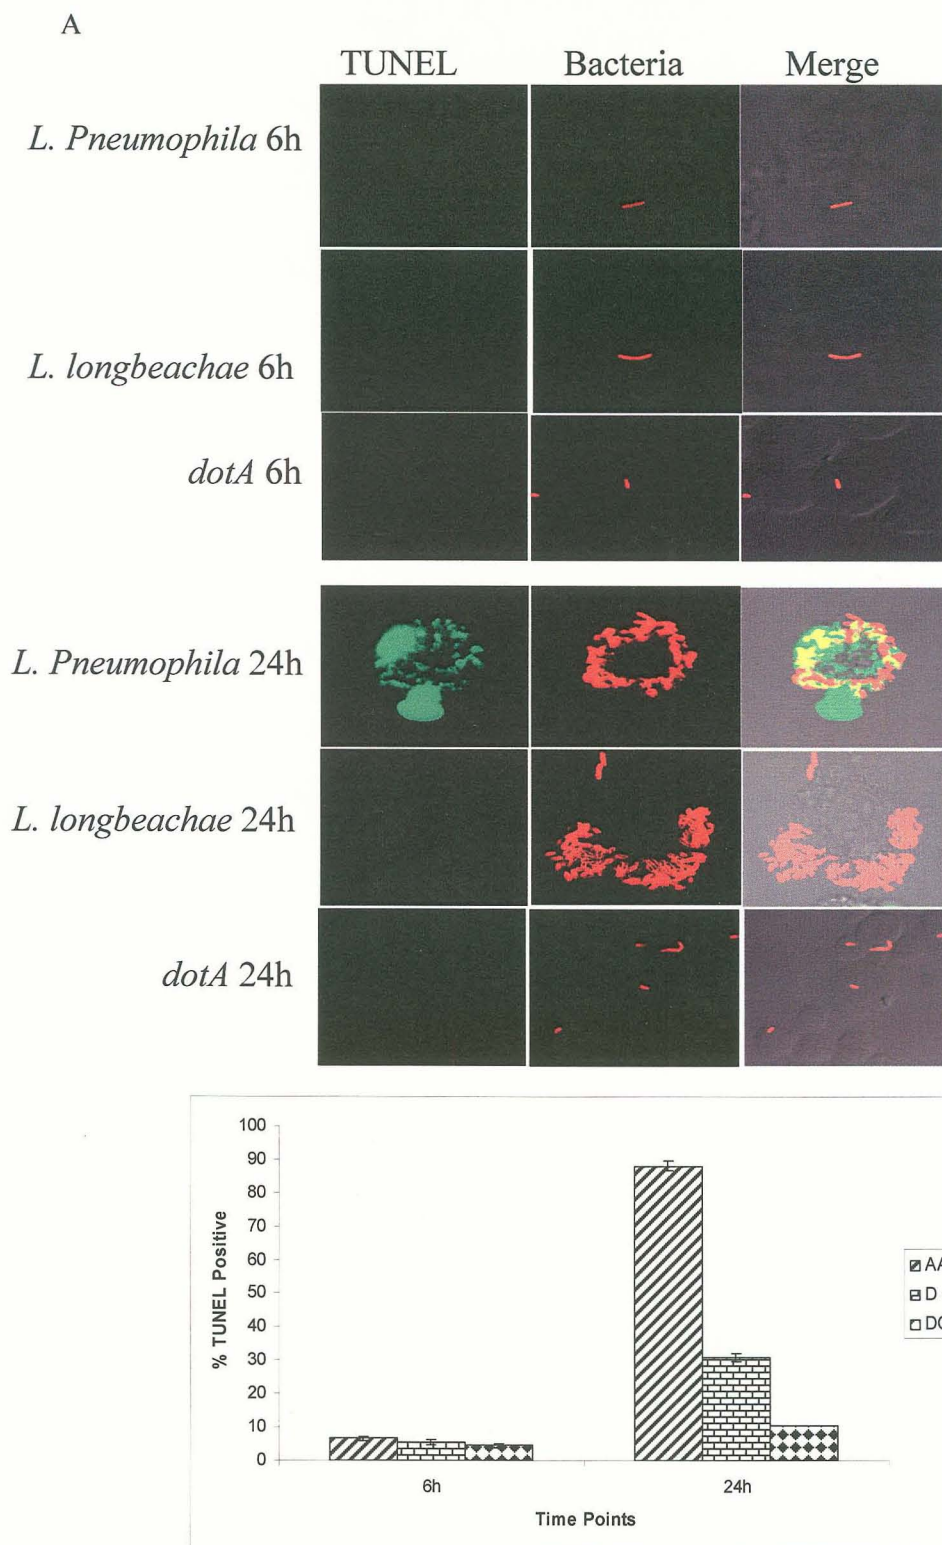 A
TUNEL Bacteria Merge
L. Pneumophila 6h
L. longbeachae 6h
dotA 6h
L. Pneumophila 24h
L. longbeachae 24h
dotA 24h
100
90
80
70
60
50
40
30
20
10
0
% TUNEL Positive
6h 24h
Time Points
AA
D